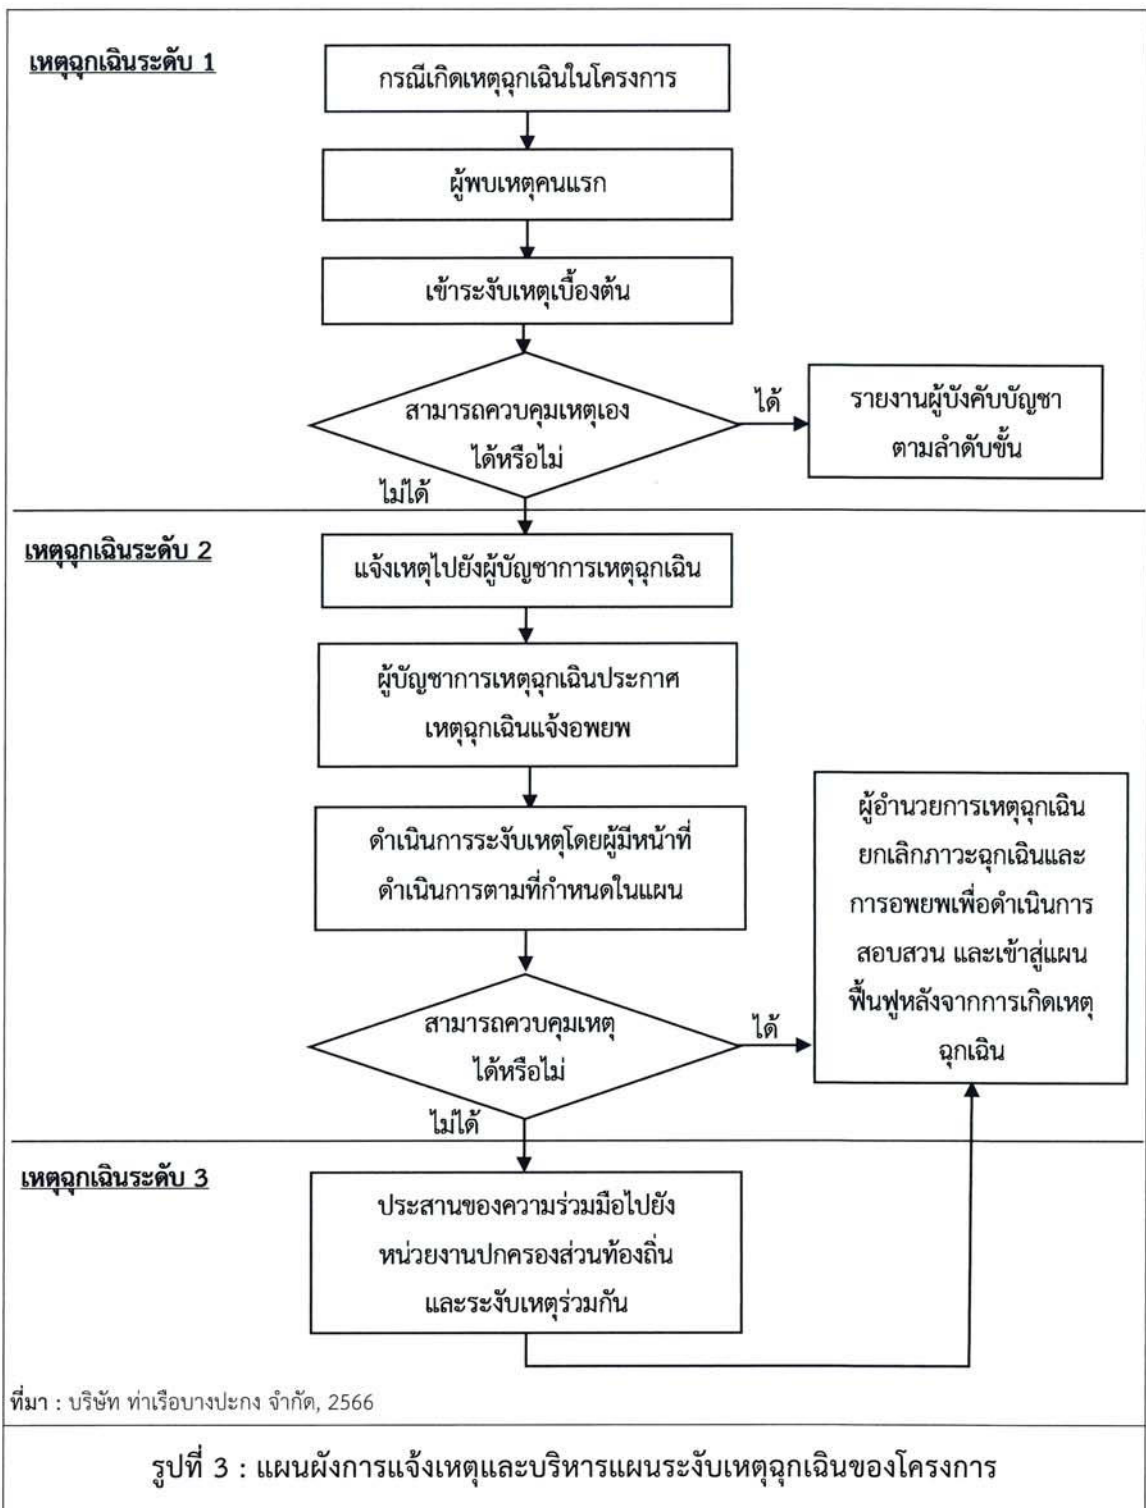 เหตุฉุกเฉินระดับ 1
กรณีเกิดเหตุฉุกเฉินในโครงการ
ผู้พบเหตุคนแรก
เข้าระงับเหตุเบื้องต้น
สามารถควบคุมเหตุเอง
ได้หรือไม่
ได้
รายงานผู้บังคับบัญชา
ตามลำดับขั้น
ไม่ได้
เหตุฉุกเฉินระดับ 2
แจ้งเหตุไปยังผู้บัญชาการเหตุฉุกเฉิน
ผู้บัญชาการเหตุฉุกเฉินประกาศ
เหตุฉุกเฉินแจ้งอพยพ
ดำเนินการระงับเหตุโดยผู้มีหน้าที่
ดำเนินการตามที่กำหนดในแผน
สามารถควบคุมเหตุ
ได้หรือไม่
ได้
ผู้อำนวยการเหตุฉุกเฉิน
ยกเลิกภาวะฉุกเฉินและ
การอพยพเพื่อดำเนินการ
สอบสวน และเข้าสู่แผน
ฟื้นฟูหลังจากการเกิดเหตุ
ฉุกเฉิน
ไม่ได้
เหตุฉุกเฉินระดับ 3
ประสานของความร่วมมือไปยัง
หน่วยงานปกครองส่วนท้องถิ่น
และระงับเหตุร่วมกัน
ที่มา : บริษัท ท่าเรือบางปะกง จำกัด, 2566
รูปที่ 3 : แผนผังการแจ้งเหตุและบริหารแผนระงับเหตุฉุกเฉินของโครงการ